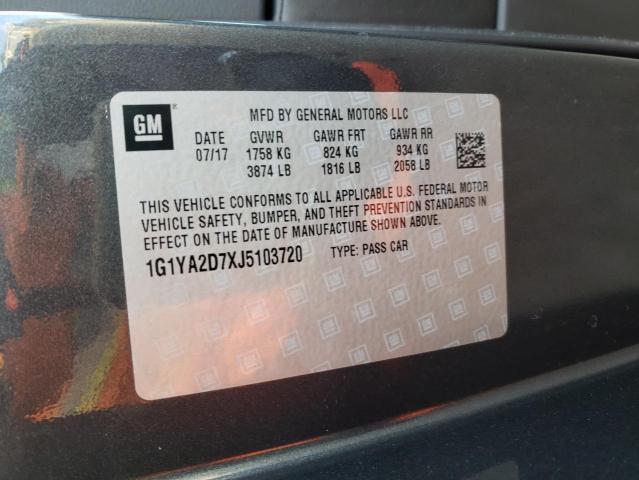 GM
MFD BY GENERAL MOTORS LLC
DATE GVWR GAWR FRT GAWR RR
07/17 1758 KG 824 KG 934 KG
3874 LB 1816 LB 2058 LB
THIS VEHICLE CONFORMS TO ALL APPLICABLE U.S. FEDERAL MOTOR
VEHICLE SAFETY, BUMPER, AND THEFT PREVENTION STANDARDS IN
EFFECT ON THE DATE OF MANUFACTURE SHOWN ABOVE.
1G1YA2D7XJ5103720 TYPE: PASS CAR